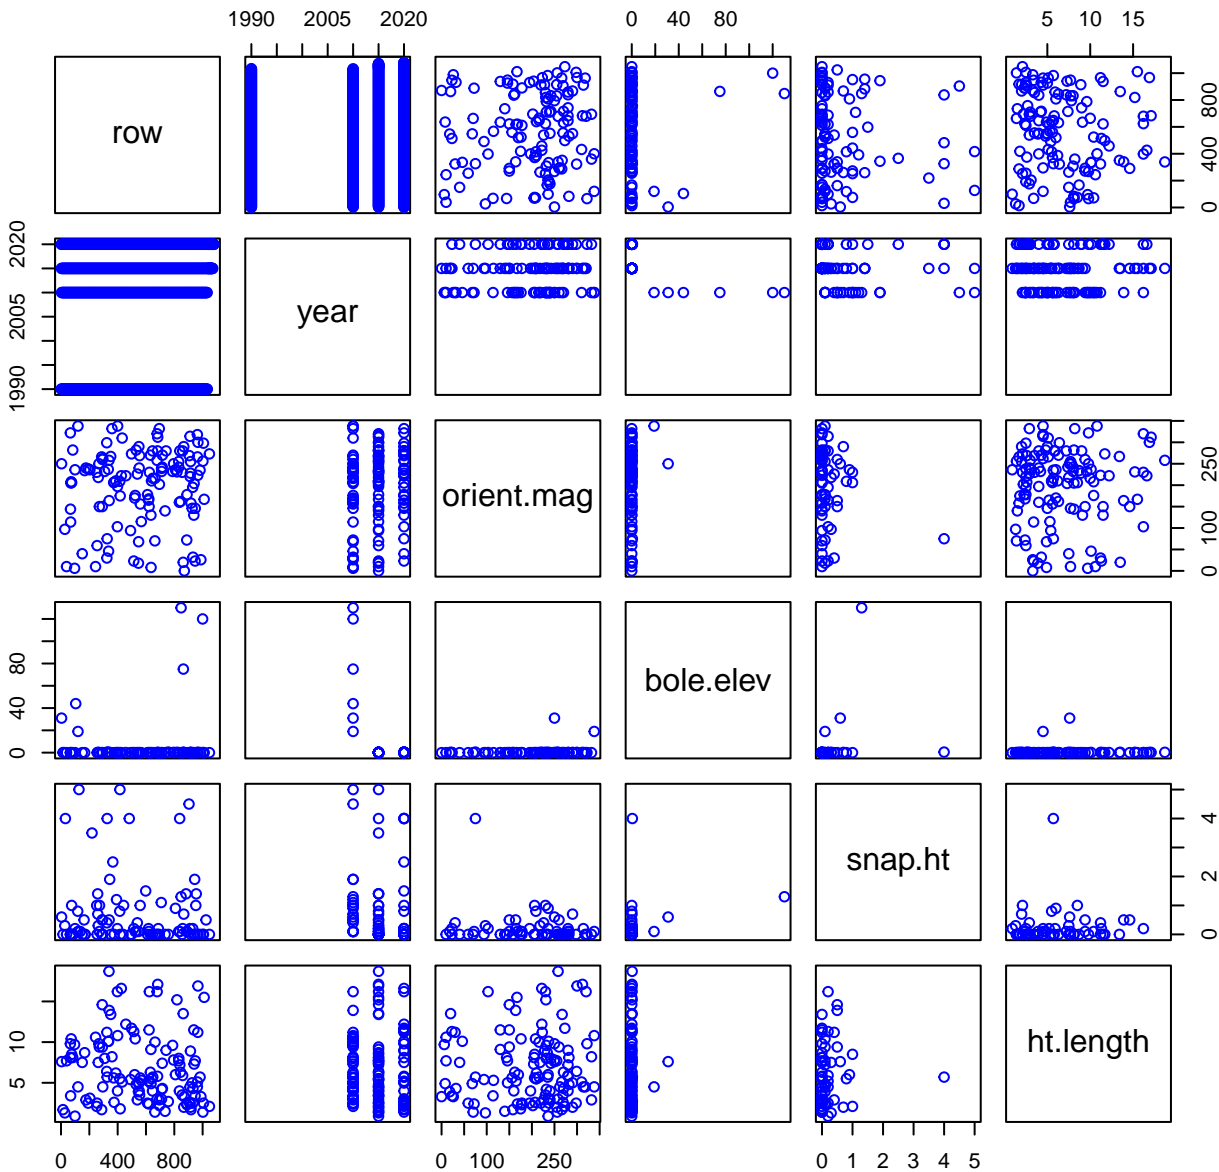 1990 2010 2020 0 40 80 5 10 15
row 0 400 800
1990 2005 2020 year
orient.mag 0 100 250
0 40 80 bole.elev
snap.ht 0 2 4
5 10 ht.length
0 400 800 0 100 250 0 1 2 3 4 5